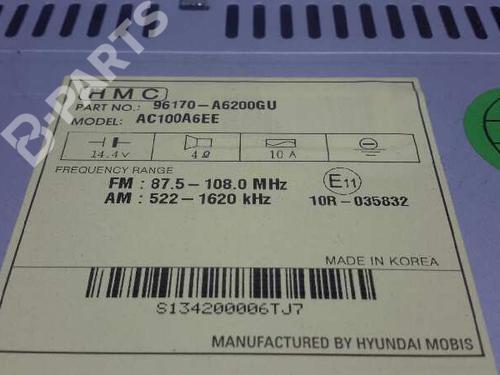 HMC
PART NO.: 96170-A6200GU
MODEL: AC100A6EE
14.4V
4Ω
10 A
FREQUENCY RANGE
FM : 87.5-108.0 MHz
AM : 522-1620 kHz
E11
10R-035832
MADE IN KOREA
S134200006TJ7
MANUFACTURED BY HYUNDAI MOBIS
B-PARTS